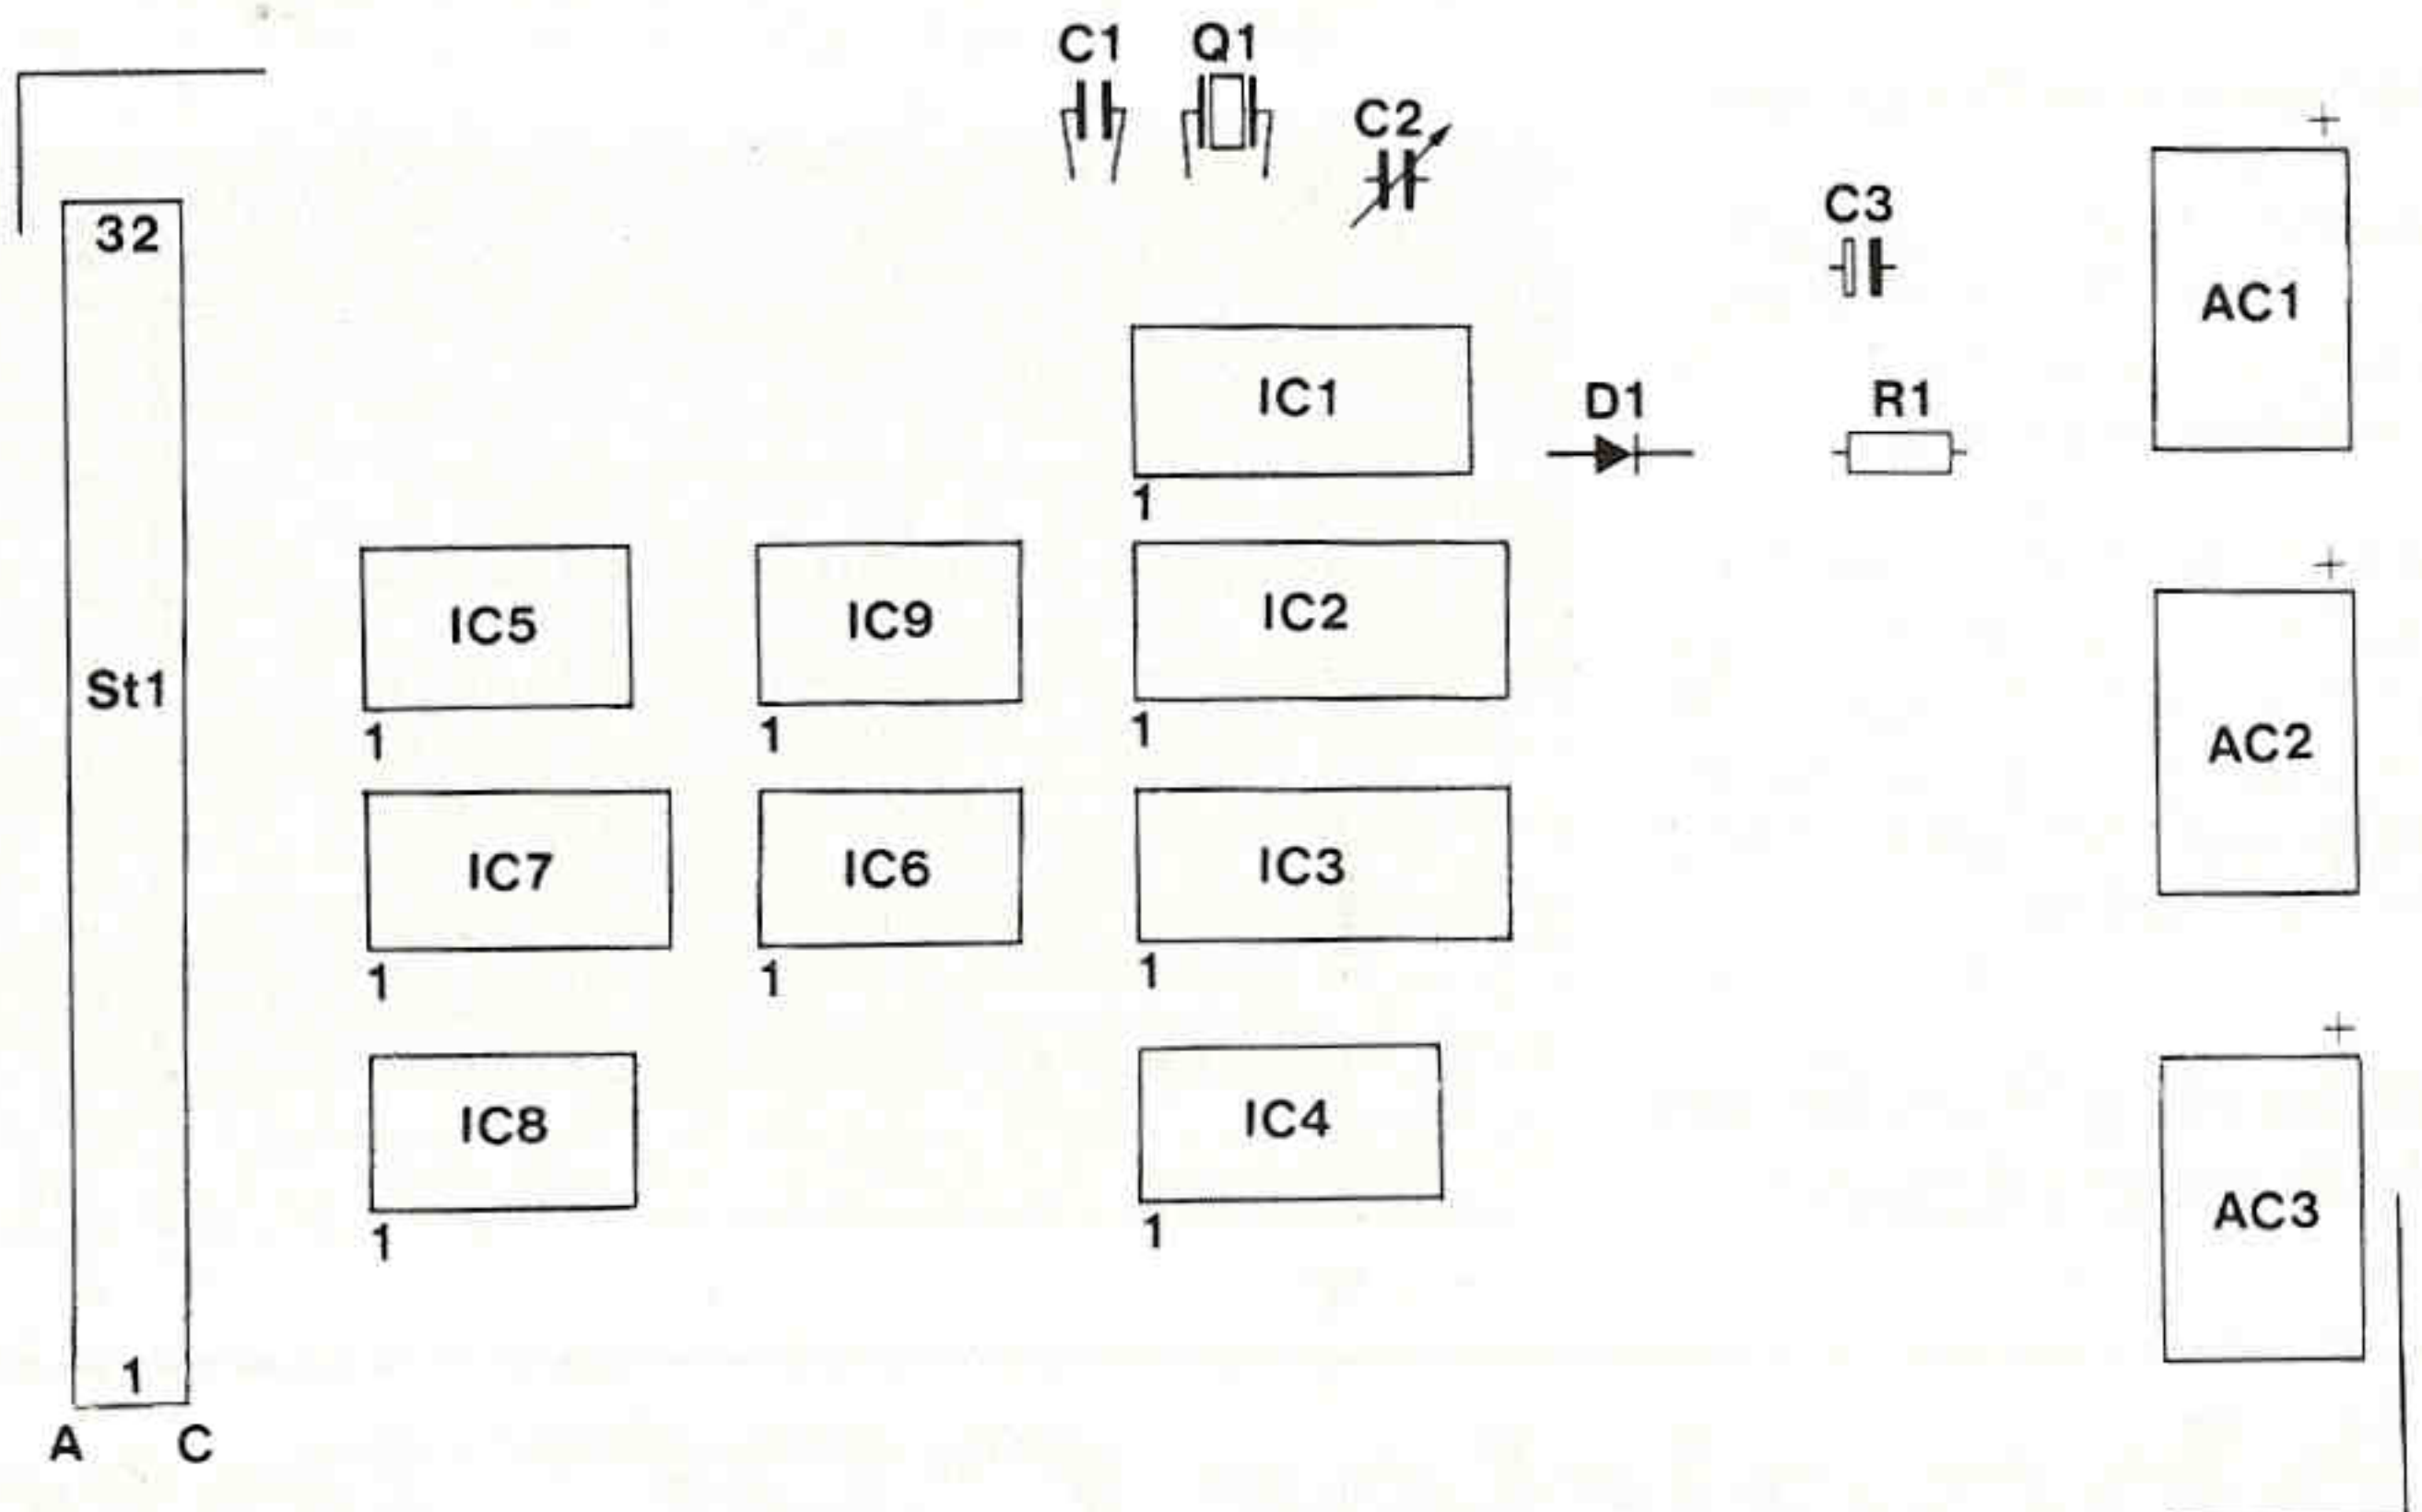 C1 Q1
C2
+
C3
32
AC1
IC1
D1 R1
1
+
IC5 IC9 IC2
St1
1 1 1
AC2
IC7 IC6 IC3
1 1 1
+
IC8 IC4
AC3
1 1
1
A C